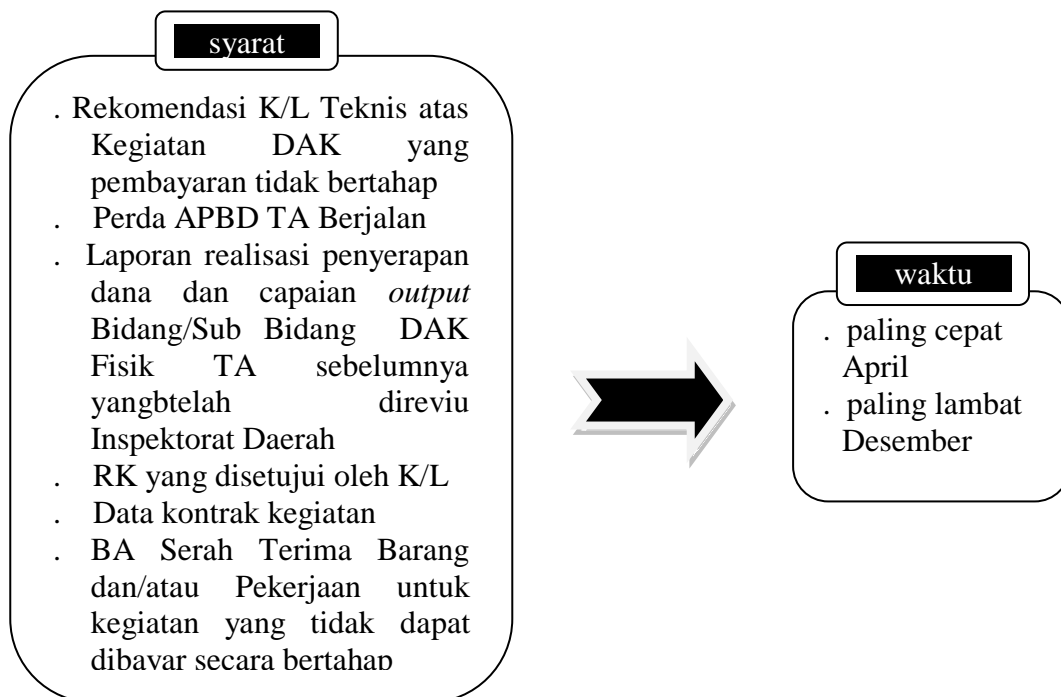 syarat
. Rekomendasi K/L Teknis atas
Kegiatan DAK yang
pembayaran tidak bertahap
. Perda APBD TA Berjalan
. Laporan realisasi penyerapan
dana dan capaian output
Bidang/Sub Bidang DAK
Fisik TA sebelumnya
yangbtelah direviu
Inspektorat Daerah
. RK yang disetujui oleh K/L
. Data kontrak kegiatan
. BA Serah Terima Barang
dan/atau Pekerjaan untuk
kegiatan yang tidak dapat
dibayar secara bertahap
waktu
. paling cepat
April
. paling lambat
Desember